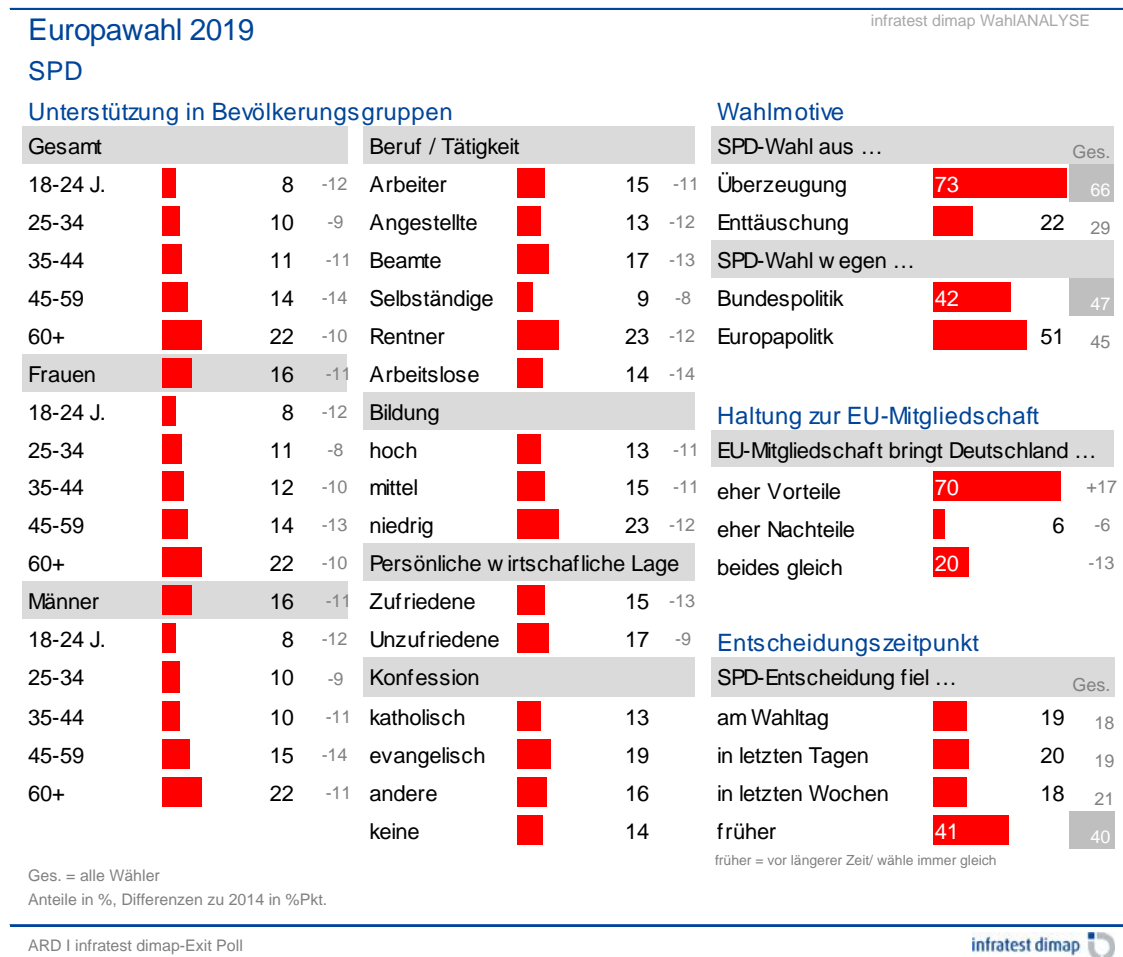 infratest dimap WahlANALYSE
Europawahl 2019
SPD
Unterstützung in Bevölkerungsgruppen
Gesamt
18-24 J. 8 -12
25-34 10 -9
35-44 11 -11
45-59 14 -14
60+ 22 -10
Frauen 16 -11
18-24 J. 8 -12
25-34 11 -8
35-44 12 -10
45-59 14 -13
60+ 22 -10
Männer 16 -11
18-24 J. 8 -12
25-34 10 -9
35-44 10 -11
45-59 15 -14
60+ 22 -11
Beruf / Tätigkeit
Arbeiter 15 -11
Angestellte 13 -12
Beamte 17 -13
Selbständige 9 -8
Rentner 23 -12
Arbeitslose 14 -14
Bildung
hoch 13 -11
mittel 15 -11
niedrig 23 -12
Persönliche wirtschafliche Lage
Zufriedene 15 -13
Unzufriedene 17 -9
Konfession
katholisch 13
evangelisch 19
andere 16
keine 14
Wahlmotive
SPD-Wahl aus … Ges.
Überzeugung 73 66
Enttäuschung 22 29
SPD-Wahl wegen …
Bundespolitik 42 47
Europapolitk 51 45
Haltung zur EU-Mitgliedschaft
EU-Mitgliedschaft bringt Deutschland …
eher Vorteile 70 +17
eher Nachteile 6 -6
beides gleich 20 -13
Entscheidungszeitpunkt
SPD-Entscheidung fiel … Ges.
am Wahltag 19 18
in letzten Tagen 20 19
in letzten Wochen 18 21
früher 41 40
früher = vor längerer Zeit/ wähle immer gleich
Ges. = alle Wähler
Anteile in %, Differenzen zu 2014 in %Pkt.
ARD I infratest dimap-Exit Poll
infratest dimap